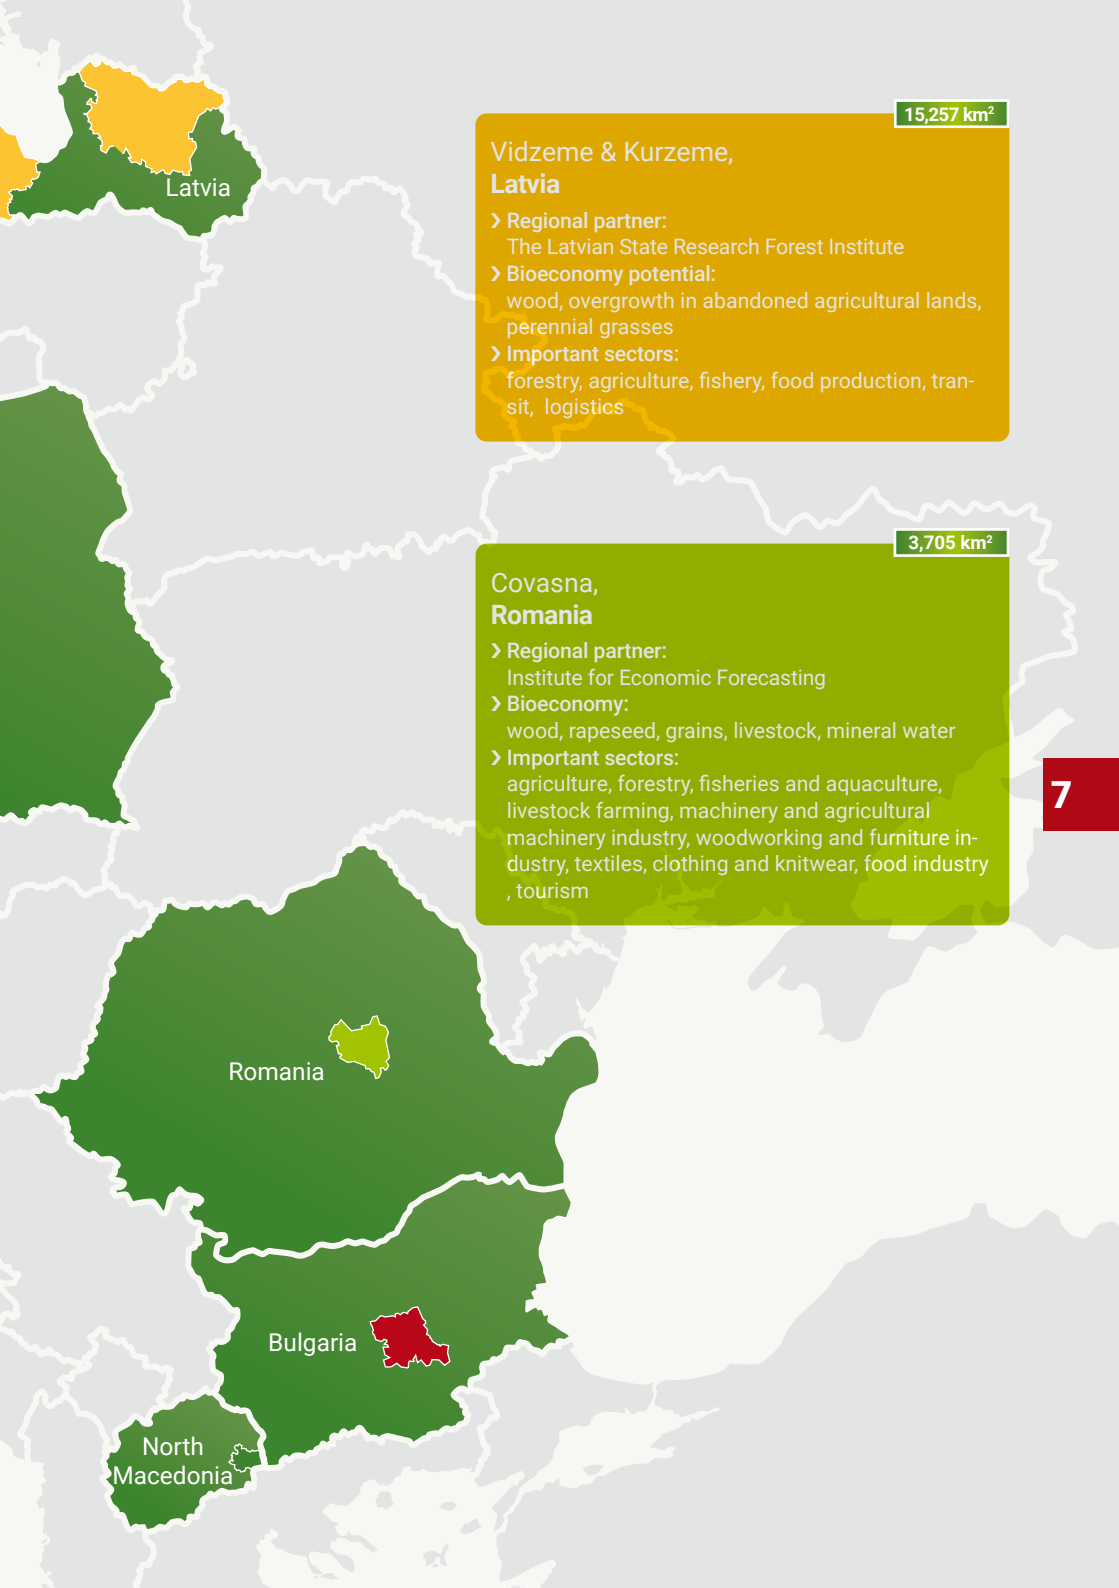 15,257 km²
Vidzeme & Kurzeme,
Latvia
❯ Regional partner:
The Latvian State Research Forest Institute
❯ Bioeconomy potential:
wood, overgrowth in abandoned agricultural lands,
perennial grasses
❯ Important sectors:
forestry, agriculture, fishery, food production, tran-
sit, logistics
Latvia
3,705 km²
Covasna,
Romania
❯ Regional partner:
Institute for Economic Forecasting
❯ Bioeconomy:
wood, rapeseed, grains, livestock, mineral water
❯ Important sectors:
agriculture, forestry, fisheries and aquaculture,
livestock farming, machinery and agricultural
machinery industry, woodworking and furniture in-
dustry, textiles, clothing and knitwear, food industry
, tourism
7
Romania
Bulgaria
North
Macedonia